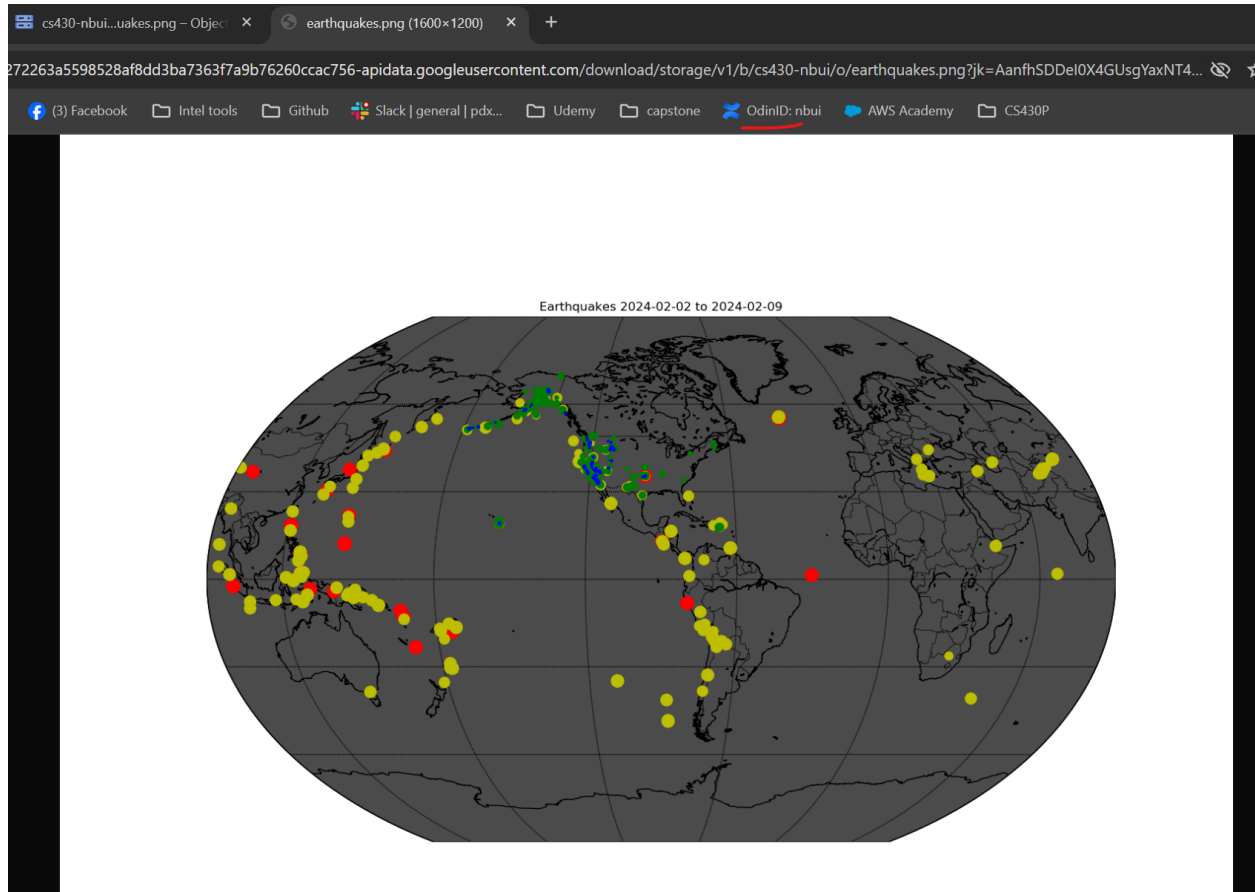 cs430-nbui...uakes.png – Objec
earthquakes.png (1600×1200)
272263a5598528af8dd3ba7363f7a9b76260ccac756-apidata.googleusercontent.com/download/storage/v1/b/cs430-nbui/o/earthquakes.png?jk=AanfhSDDeI0X4GUsgYaxNT4...
(3) Facebook Intel tools Github Slack | general | pdx... Udemy capstone OdinID: nbui AWS Academy CS430P
Earthquakes 2024-02-02 to 2024-02-09